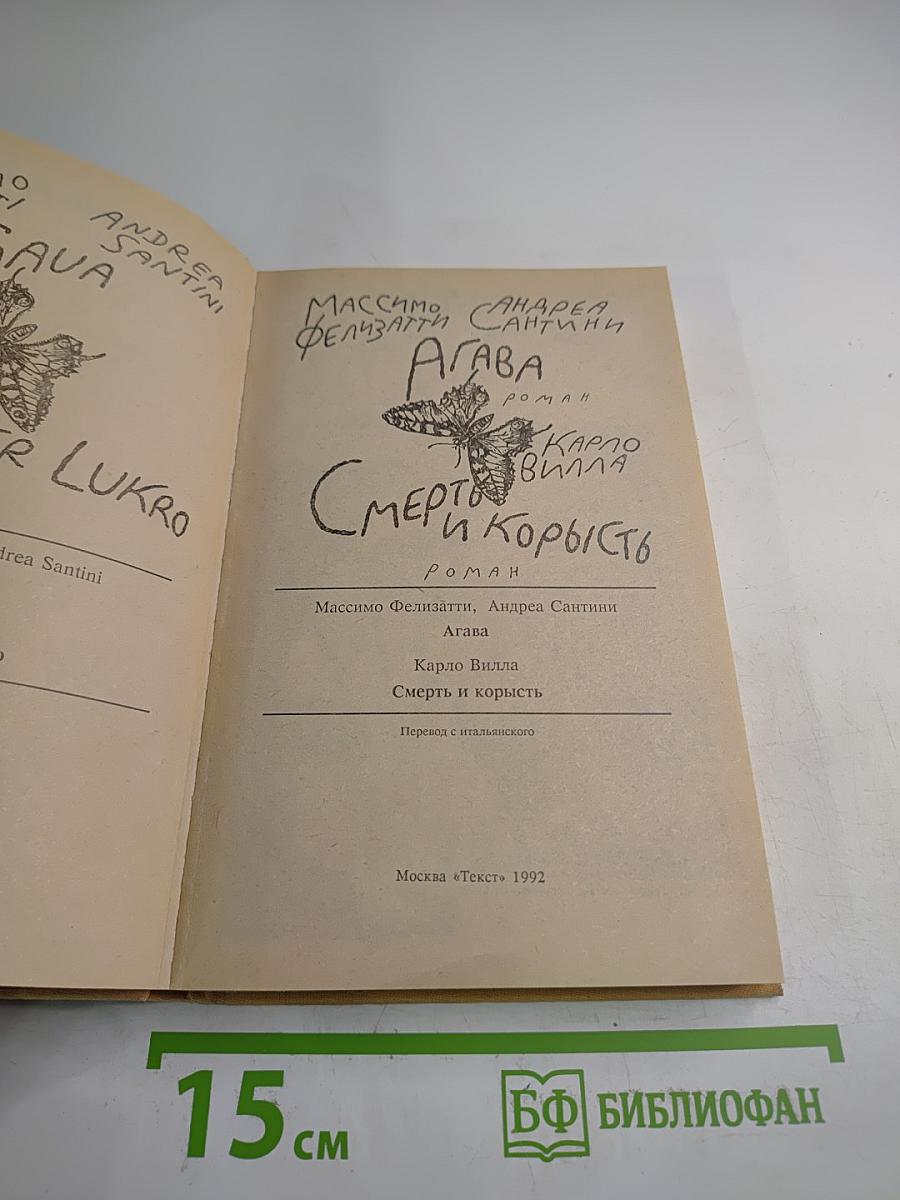 ANDREA
SANTINI
LUKRO
drea Santini
Массимо
Фелизатти
Андреа
Сантини
Агава
роман
Карло
Вилла
Смерть
и корысть
роман
Массимо Фелизатти, Андреа Сантини
Агава
Карло Вилла
Смерть и корысть
Перевод с итальянского
Москва «Текст» 1992
15 см
БФ БИБЛИОФАН